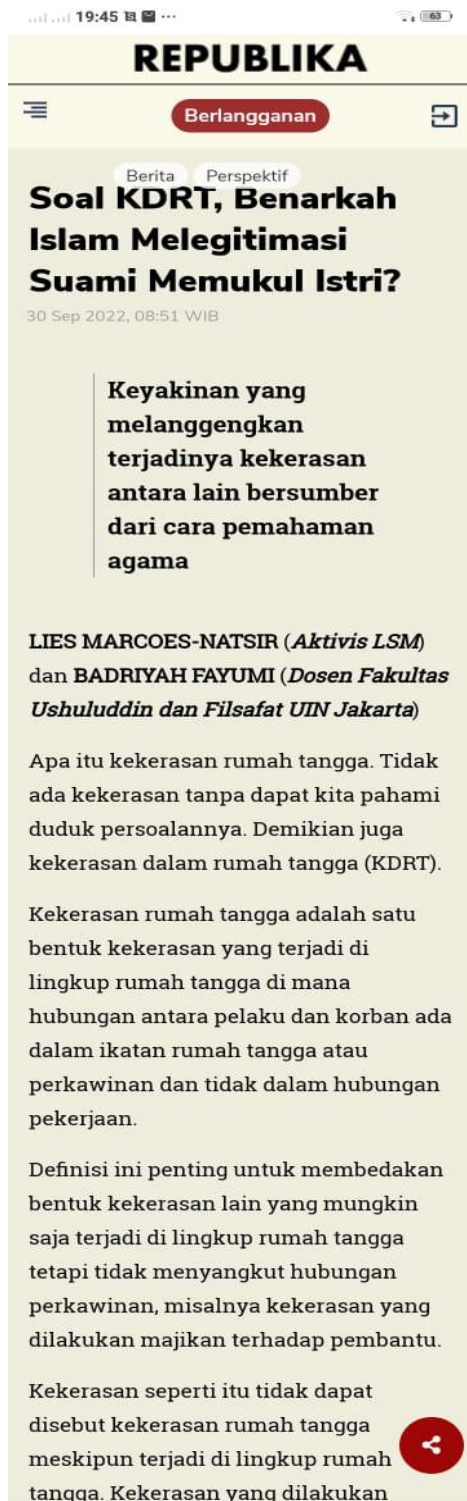 19:45
63
REPUBLIKA
Berlangganan
Berita Perspektif
Soal KDRT, Benarkah
Islam Melegitimasi
Suami Memukul Istri?
30 Sep 2022, 08:51 WIB
Keyakinan yang
melanggengkan
terjadinya kekerasan
antara lain bersumber
dari cara pemahaman
agama
LIES MARCOES-NATSIR (Aktivis LSM)
dan BADRIYAH FAYUMI (Dosen Fakultas
Ushuluddin dan Filsafat UIN Jakarta)
Apa itu kekerasan rumah tangga. Tidak
ada kekerasan tanpa dapat kita pahami
duduk persoalannya. Demikian juga
kekerasan dalam rumah tangga (KDRT).
Kekerasan rumah tangga adalah satu
bentuk kekerasan yang terjadi di
lingkup rumah tangga di mana
hubungan antara pelaku dan korban ada
dalam ikatan rumah tangga atau
perkawinan dan tidak dalam hubungan
pekerjaan.
Definisi ini penting untuk membedakan
bentuk kekerasan lain yang mungkin
saja terjadi di lingkup rumah tangga
tetapi tidak menyangkut hubungan
perkawinan, misalnya kekerasan yang
dilakukan majikan terhadap pembantu.
Kekerasan seperti itu tidak dapat
disebut kekerasan rumah tangga
meskipun terjadi di lingkup rumah
tangga. Kekerasan yang dilakukan